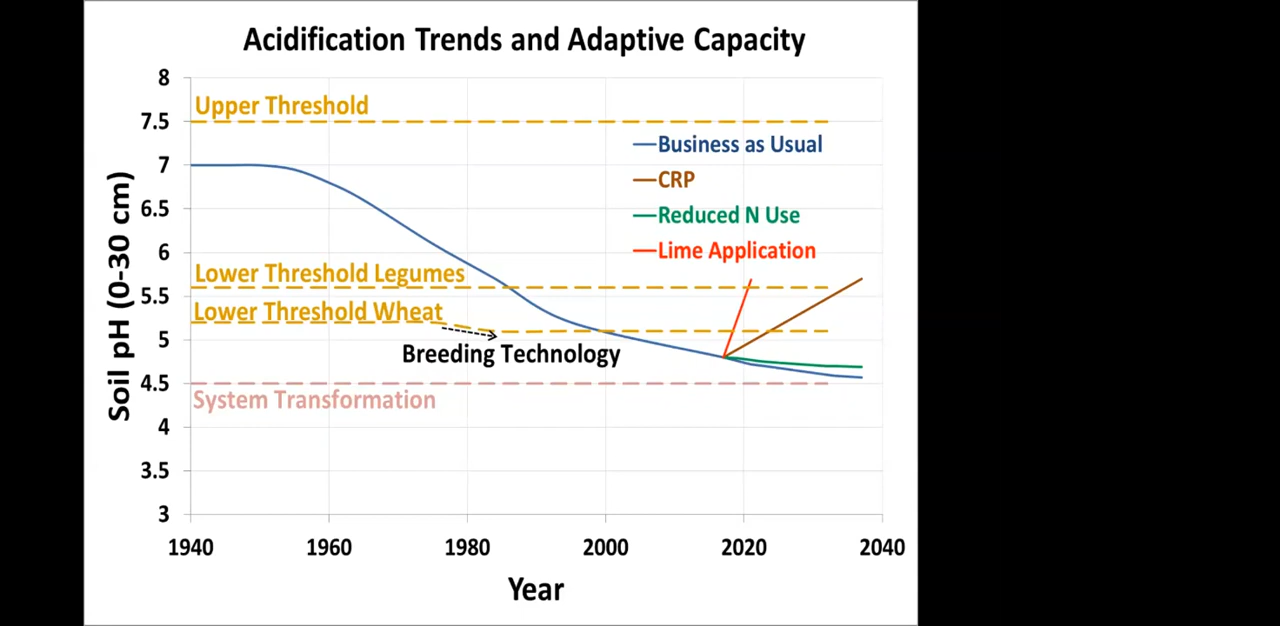 Acidification Trends and Adaptive Capacity
8
Upper Threshold
7.5
Business as Usual
7
CRP
6.5
Reduced N Use
6
Lime Application
Lower Threshold Legumes
5.5
Lower Threshold Wheat
5
Breeding Technology
4.5
System Transformation
4
3.5
3
Soil pH (0-30 cm)
1940 1960 1980 2000 2020 2040
Year